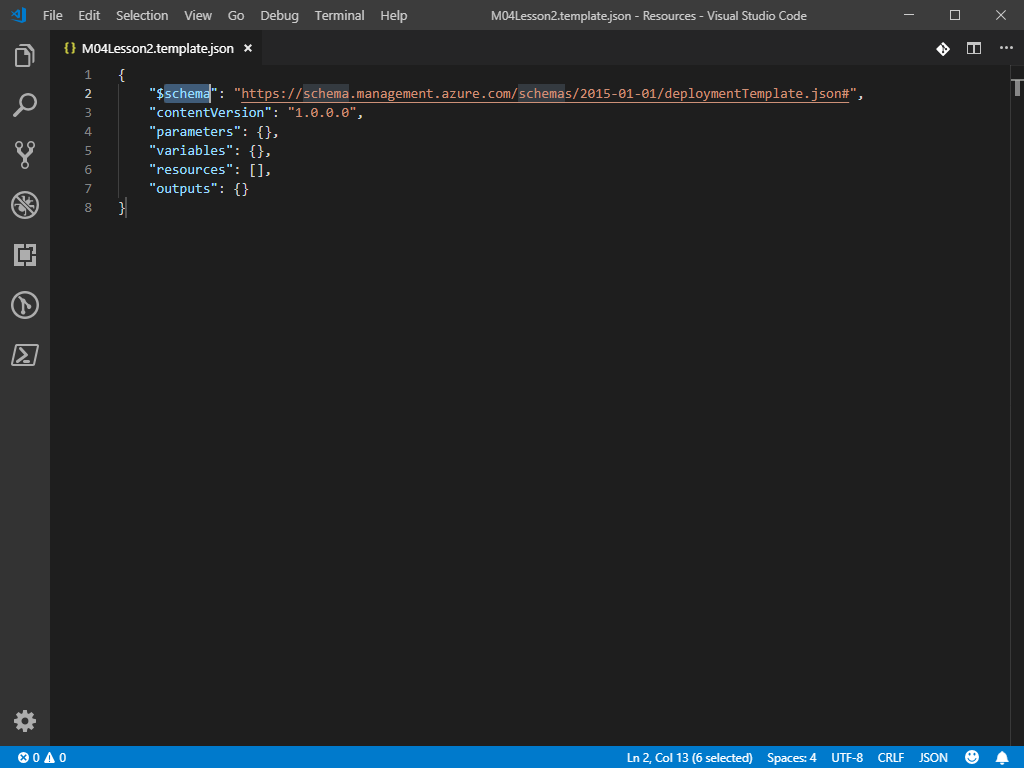 File Edit Selection View Go Debug Terminal Help M04Lesson2.template.json - Resources - Visual Studio Code
{} M04Lesson2.template.json ×
1 {
2 "$schema": "https://schema.management.azure.com/schemas/2015-01-01/deploymentTemplate.json#",
3 "contentVersion": "1.0.0.0",
4 "parameters": {},
5 "variables": {},
6 "resources": [],
7 "outputs": {}
8 }
0 0 Ln 2, Col 13 (6 selected) Spaces: 4 UTF-8 CRLF JSON